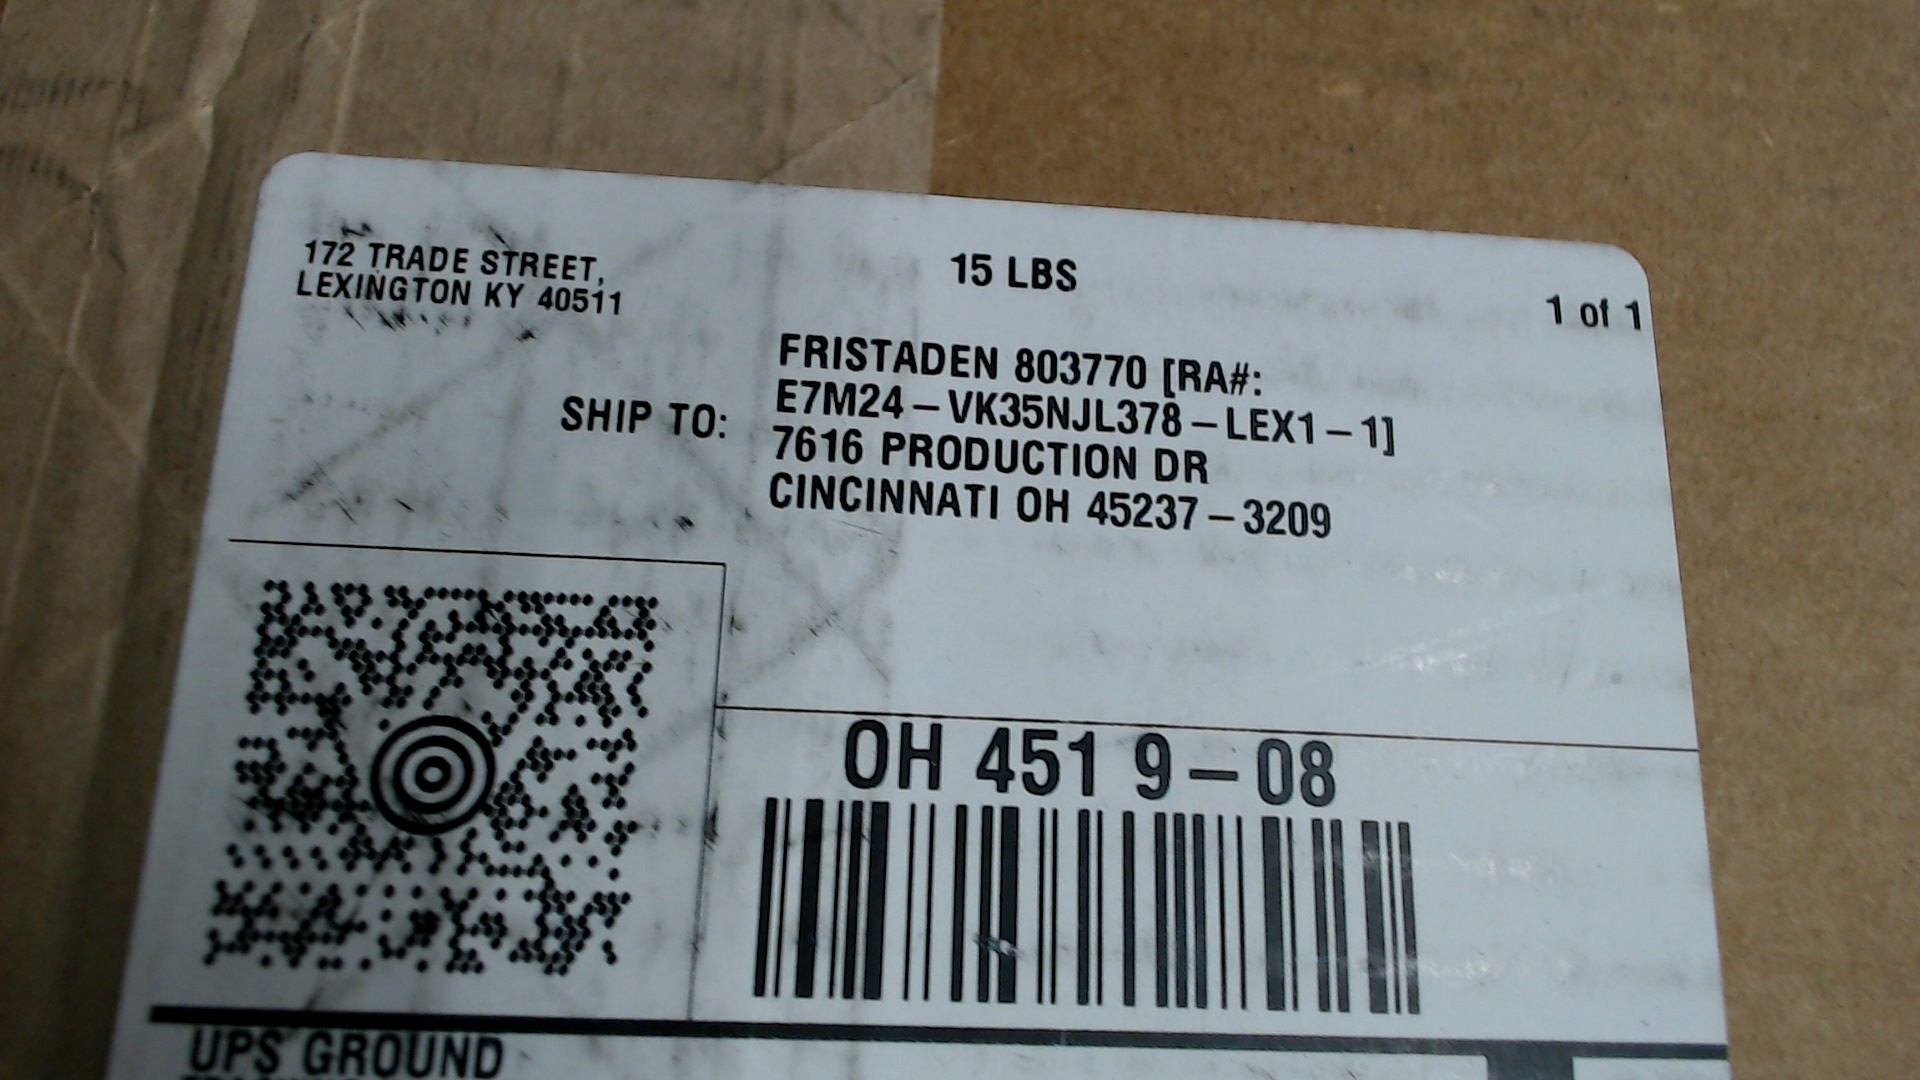 172 TRADE STREET,
LEXINGTON KY 40511
15 LBS
1 of 1
SHIP TO:
FRISTADEN 803770 [RA#:
E7M24-VK35NJL378-LEX1-1]
7616 PRODUCTION DR
CINCINNATI OH 45237-3209
OH 451 9-08
UPS GROUND